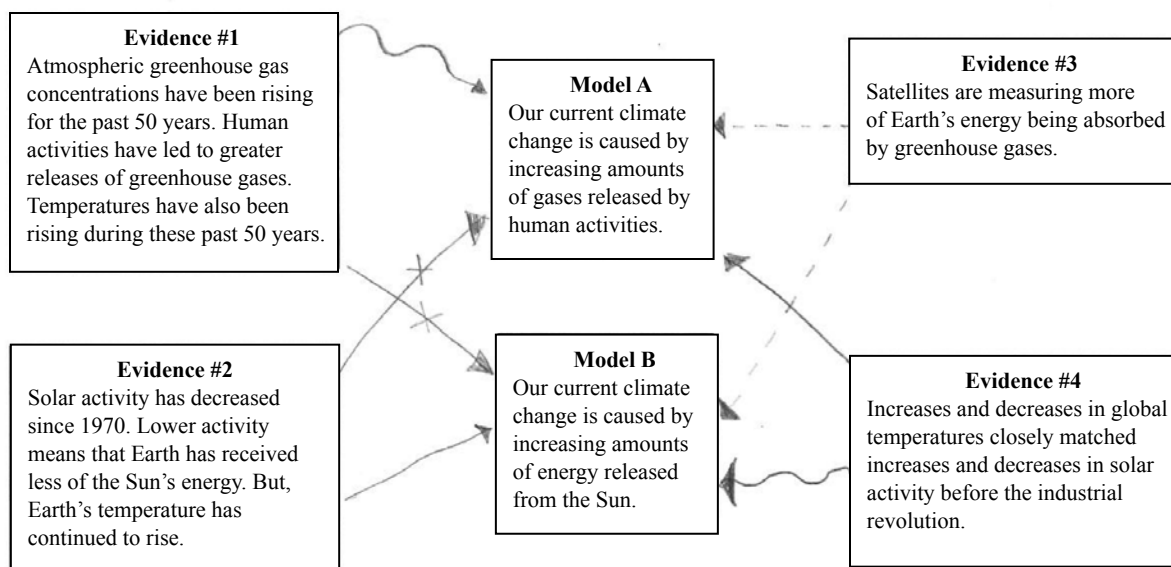 Evidence #1
Atmospheric greenhouse gas
concentrations have been rising
for the past 50 years. Human
activities have led to greater
releases of greenhouse gases.
Temperatures have also been
rising during these past 50 years.
Evidence #2
Solar activity has decreased
since 1970. Lower activity
means that Earth has received
less of the Sun’s energy. But,
Earth’s temperature has
continued to rise.
Model A
Our current climate
change is caused by
increasing amounts
of gases released by
human activities.
Model B
Our current climate
change is caused by
increasing amounts
of energy released
from the Sun.
Evidence #3
Satellites are measuring more
of Earth’s energy being absorbed
by greenhouse gases.
Evidence #4
Increases and decreases in global
temperatures closely matched
increases and decreases in solar
activity before the industrial
revolution.